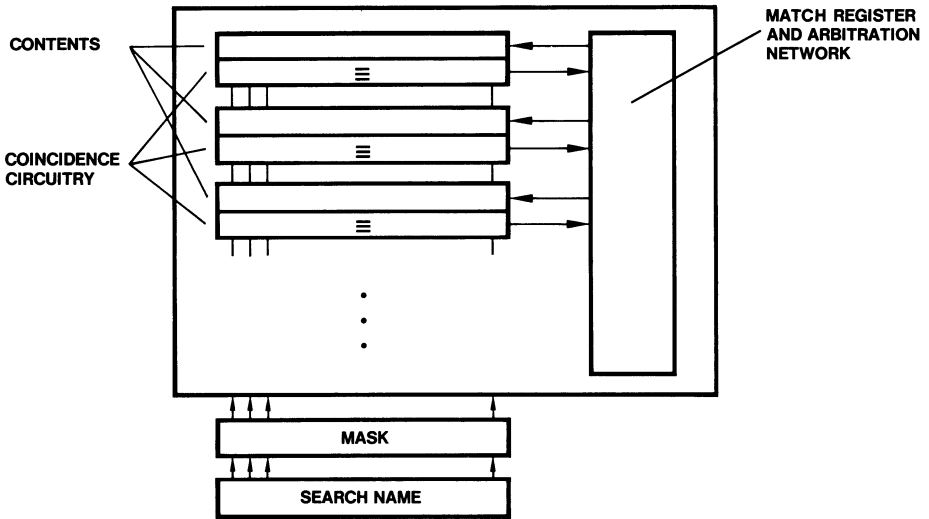 MATCH REGISTER
AND ARBITRATION
NETWORK
CONTENTS
COINCIDENCE
CIRCUITRY
MASK
SEARCH NAME